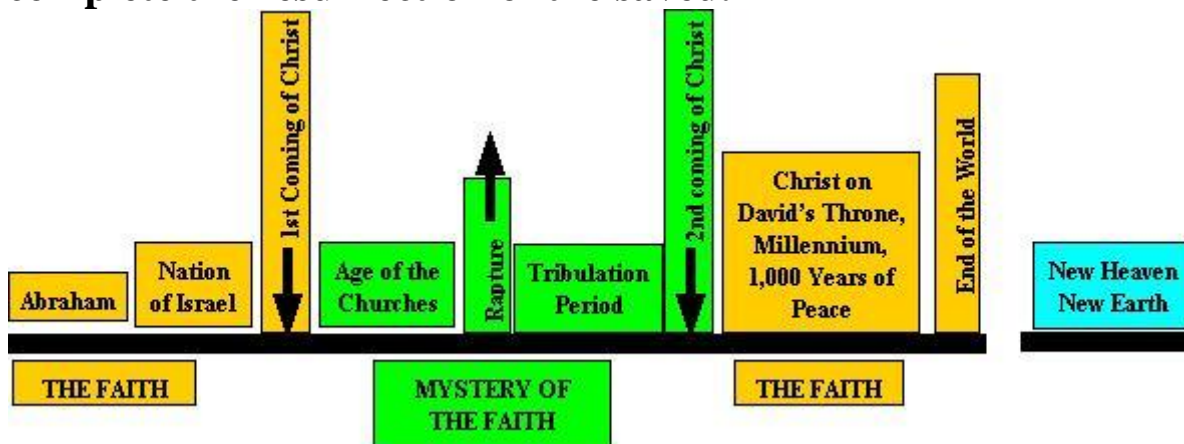 1st Coming of Christ
2nd coming of Christ
End of the World
Rapture
Abraham
Nation
of Israel
Age of the
Churches
Tribulation
Period
Christ on
David's Throne,
Millennium,
1,000 Years of
Peace
New Heaven
New Earth
THE FAITH
MYSTERY OF
THE FAITH
THE FAITH